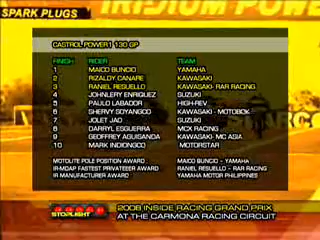 SPARK PLUGS
IRIDIUM POWER
CASTROL POWER1 130 GP
FINISH RIDER TEAM
1 MAICO BUNCIO YAMAHA
2 RIZALDY CANARE KAWASAKI
3 RANIEL RESUELLO KAWASAKI- RAR RACING
4 JOHNLERY ENRIQUEZ SUZUKI
5 PAULO LABADOR HIGH-REV
6 SHERVY SOYANGCO KAWASAKI - MOTOBOK
7 JOLET JAO SUZUKI
8 DARRYL ESGUERRA MCX RACING
9 GEOFFREY AGUSANDA KAWASAKI- MC ASIA
10 MARK INDIONGCO MOTORSTAR
MOTOLITE POLE POSITION AWARD MAICO BUNCIO - YAMAHA
IR-MDAP FASTEST PRIVATEER AWARD RANIEL RESUELLO - RAR RACING
IR MANUFACTURER AWARD YAMAHA MOTOR PHILIPPINES
STOPLIGHT
2008 INSIDE RACING GRAND PRIX
AT THE CARMONA RACING CIRCUIT